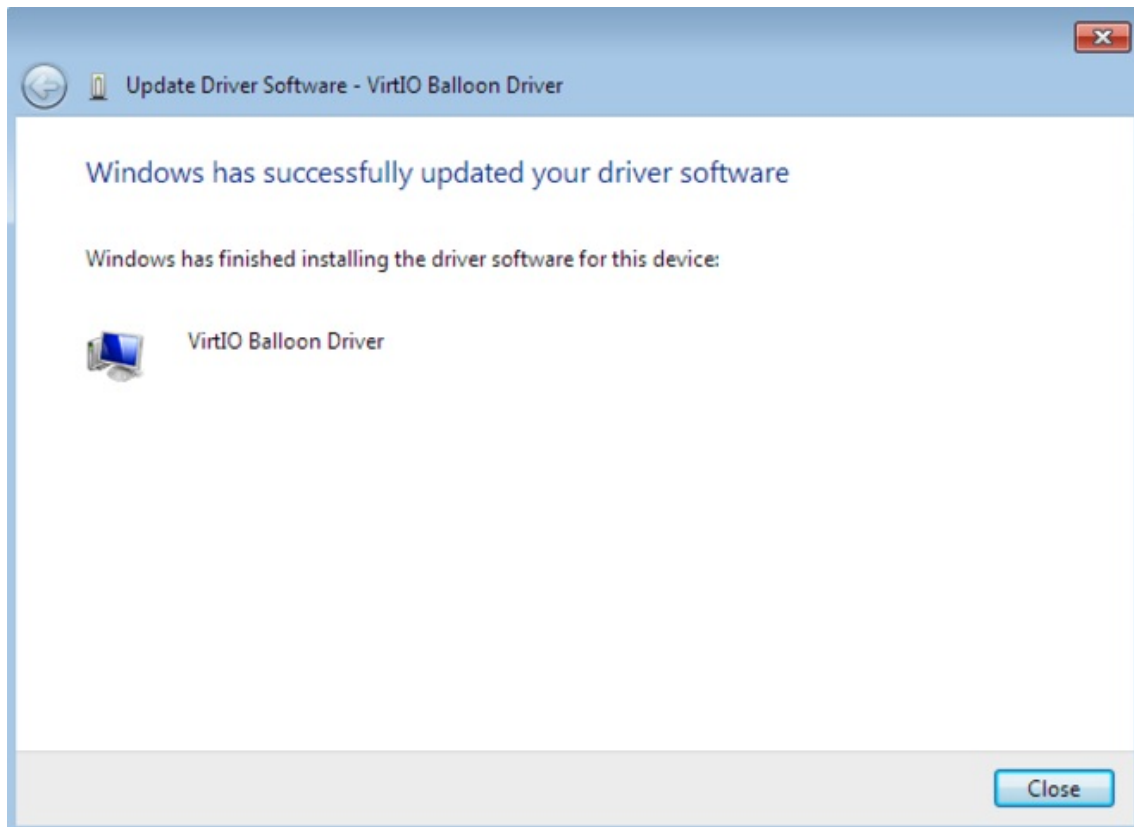 Update Driver Software - VirtIO Balloon Driver
Windows has successfully updated your driver software
Windows has finished installing the driver software for this device:
VirtIO Balloon Driver
Close